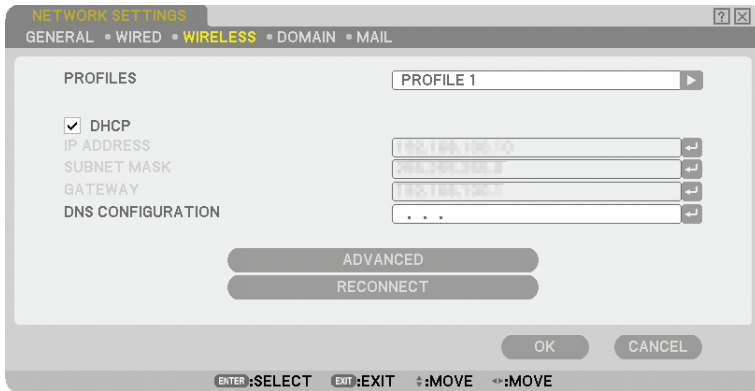 NETWORK SETTINGS
GENERAL • WIRED • WIRELESS • DOMAIN • MAIL
PROFILES PROFILE 1
DHCP
IP ADDRESS
SUBNET MASK
GATEWAY
DNS CONFIGURATION . . .
ADVANCED
RECONNECT
OK CANCEL
ENTER :SELECT EXIT :EXIT :MOVE :MOVE